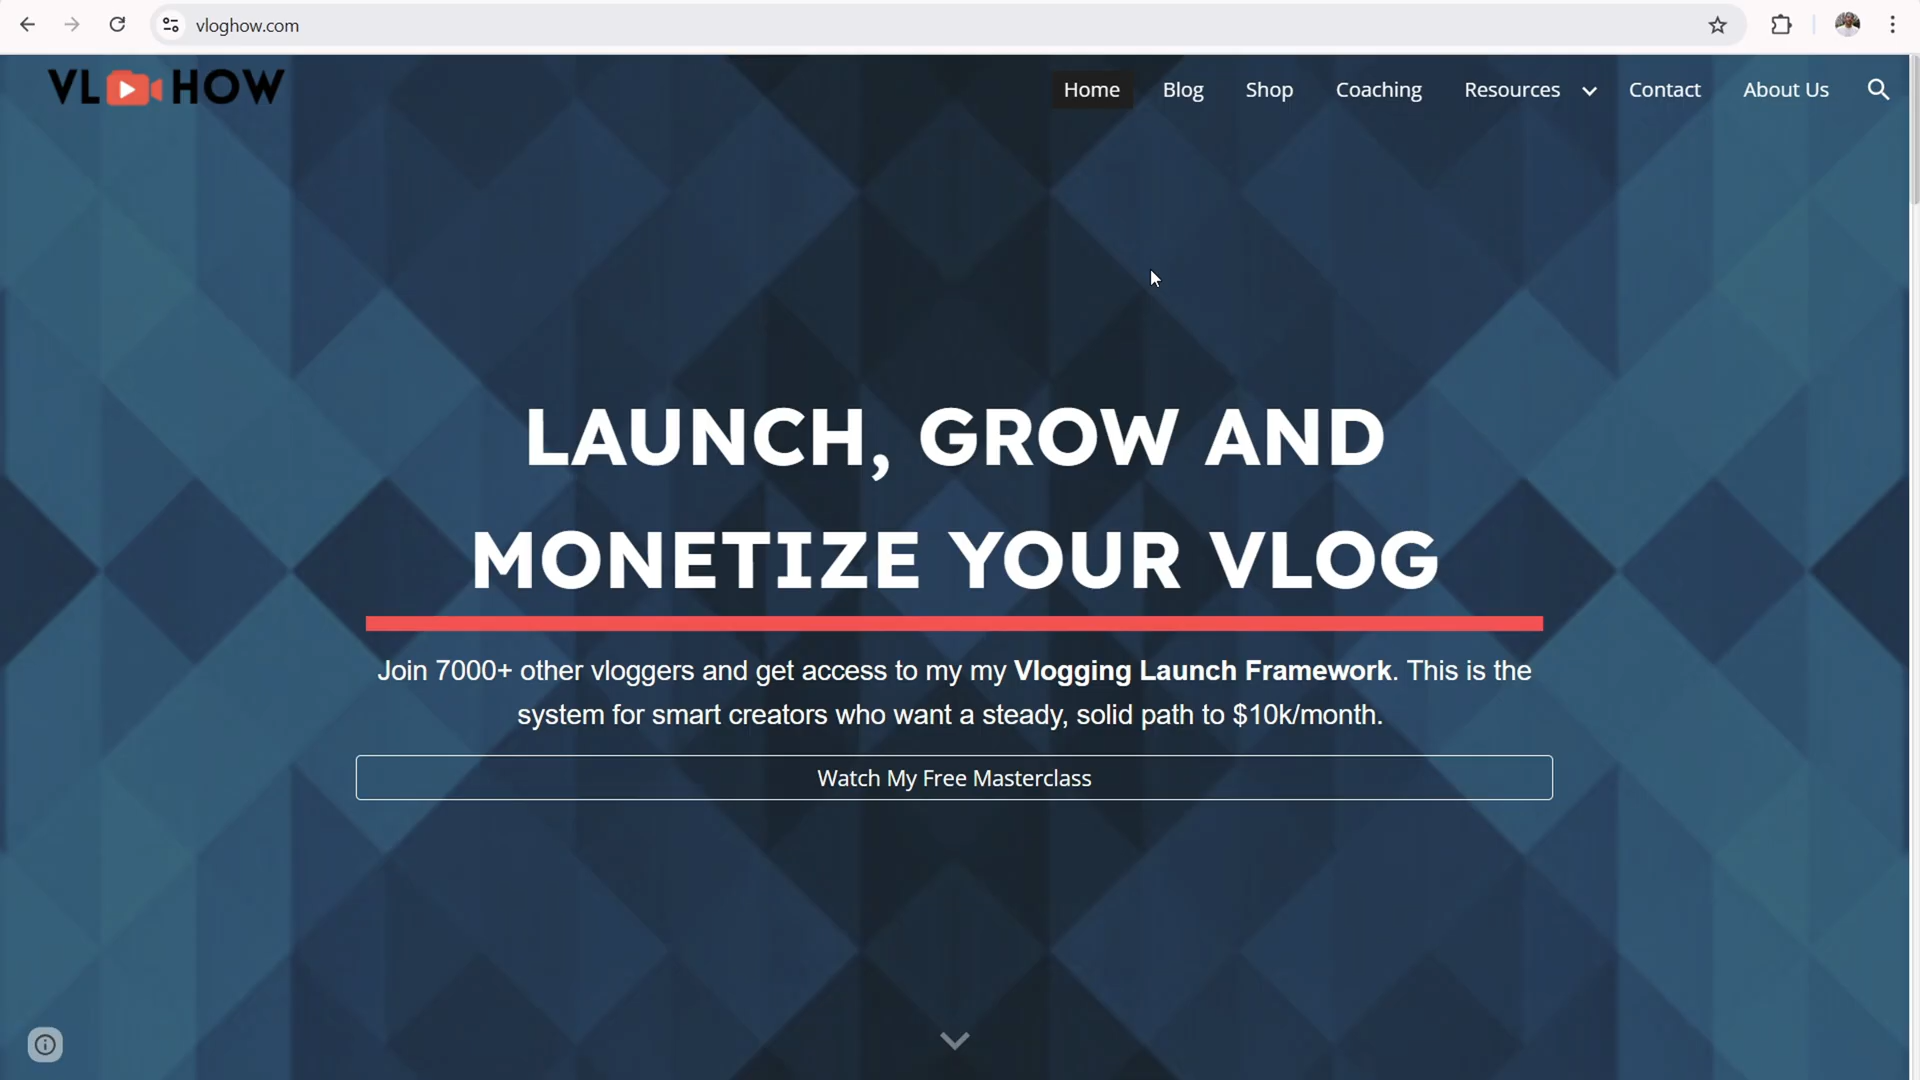 vloghow.com
VL HOW
Home Blog Shop Coaching Resources Contact About Us
LAUNCH, GROW AND
MONETIZE YOUR VLOG
Join 7000+ other vloggers and get access to my my Vlogging Launch Framework. This is the
system for smart creators who want a steady, solid path to $10k/month.
Watch My Free Masterclass